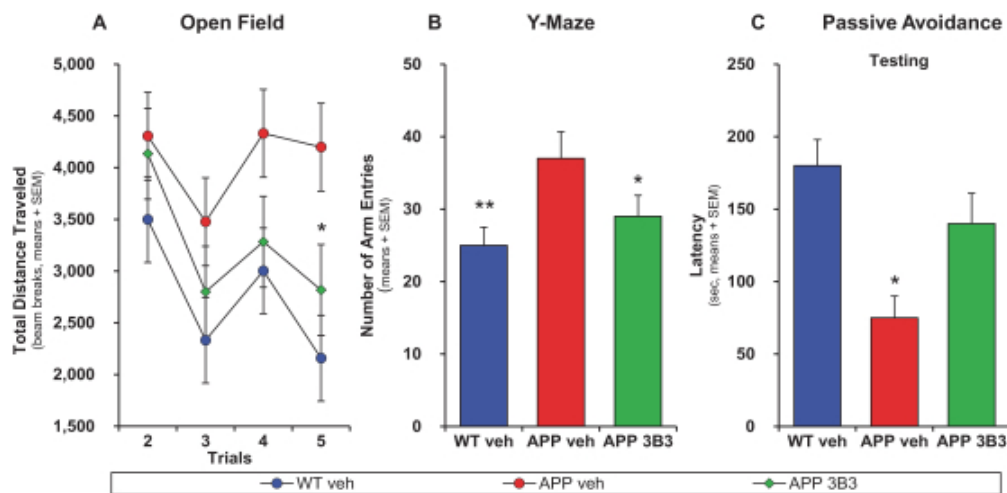 A Open Field
Total Distance Traveled
(beam breaks, means + SEM)
5,000
4,500
4,000
3,500
3,000
2,500
2,000
1,500
*
2 3 4 5
Trials
B Y-Maze
Number of Arm Entries
(means + SEM)
50
40
30
20
10
0
** *
WT veh APP veh APP 3B3
C Passive Avoidance
Testing
Latency
(sec, means + SEM)
250
200
150
100
50
0
*
WT veh APP veh APP 3B3
WT veh APP veh APP 3B3